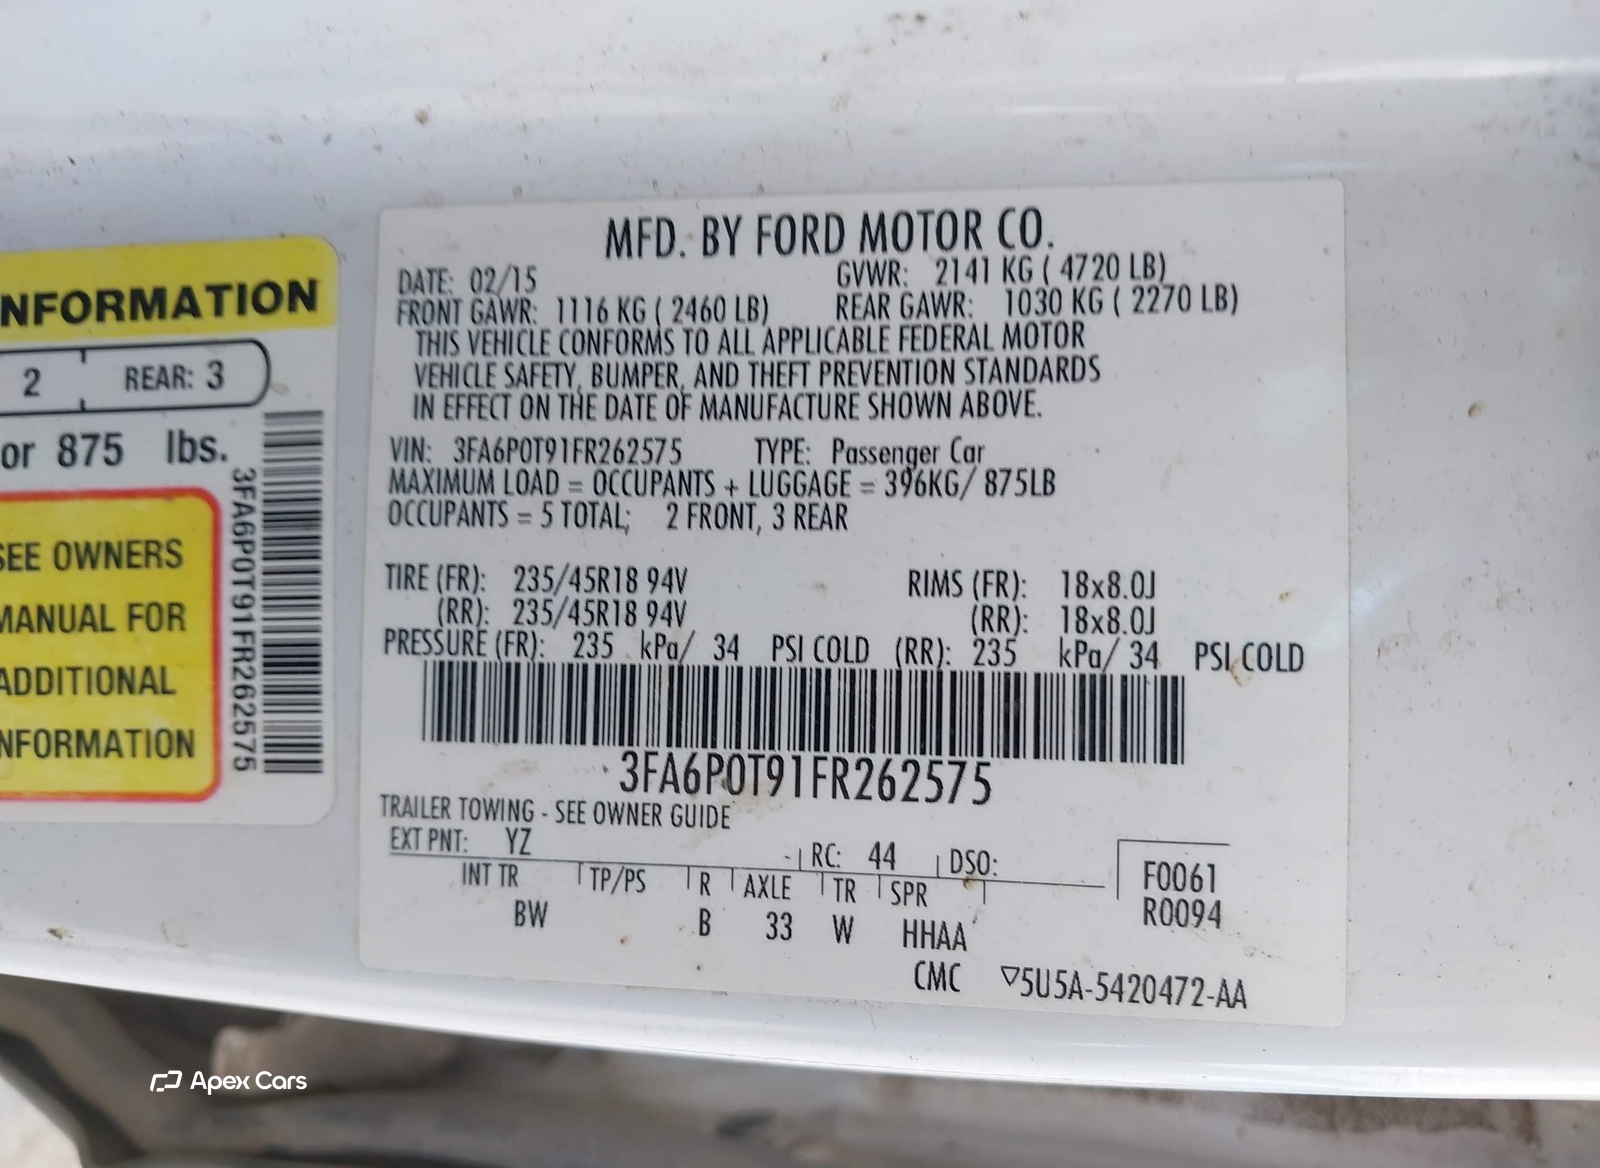 NFORMATION
2 REAR: 3
or 875 lbs.
3FA6P0T91FR262575
SEE OWNERS
MANUAL FOR
ADDITIONAL
NFORMATION
MFD. BY FORD MOTOR CO.
DATE: 02/15 GVWR: 2141 KG ( 4720 LB)
FRONT GAWR: 1116 KG ( 2460 LB) REAR GAWR: 1030 KG ( 2270 LB)
THIS VEHICLE CONFORMS TO ALL APPLICABLE FEDERAL MOTOR
VEHICLE SAFETY, BUMPER, AND THEFT PREVENTION STANDARDS
IN EFFECT ON THE DATE OF MANUFACTURE SHOWN ABOVE.
VIN: 3FA6P0T91FR262575 TYPE: Passenger Car
MAXIMUM LOAD = OCCUPANTS + LUGGAGE = 396KG/ 875LB
OCCUPANTS = 5 TOTAL; 2 FRONT, 3 REAR
TIRE (FR): 235/45R18 94V RIMS (FR): 18x8.0J
(RR): 235/45R18 94V (RR): 18x8.0J
PRESSURE (FR): 235 kPa/ 34 PSI COLD (RR): 235 kPa/ 34 PSI COLD
3FA6P0T91FR262575
TRAILER TOWING - SEE OWNER GUIDE
EXT PNT: YZ RC: 44 DSO:
INT TR TP/PS R AXLE TR SPR
BW B 33 W HHAA
F0061
R0094
CMC ▽5U5A-5420472-AA
Apex Cars